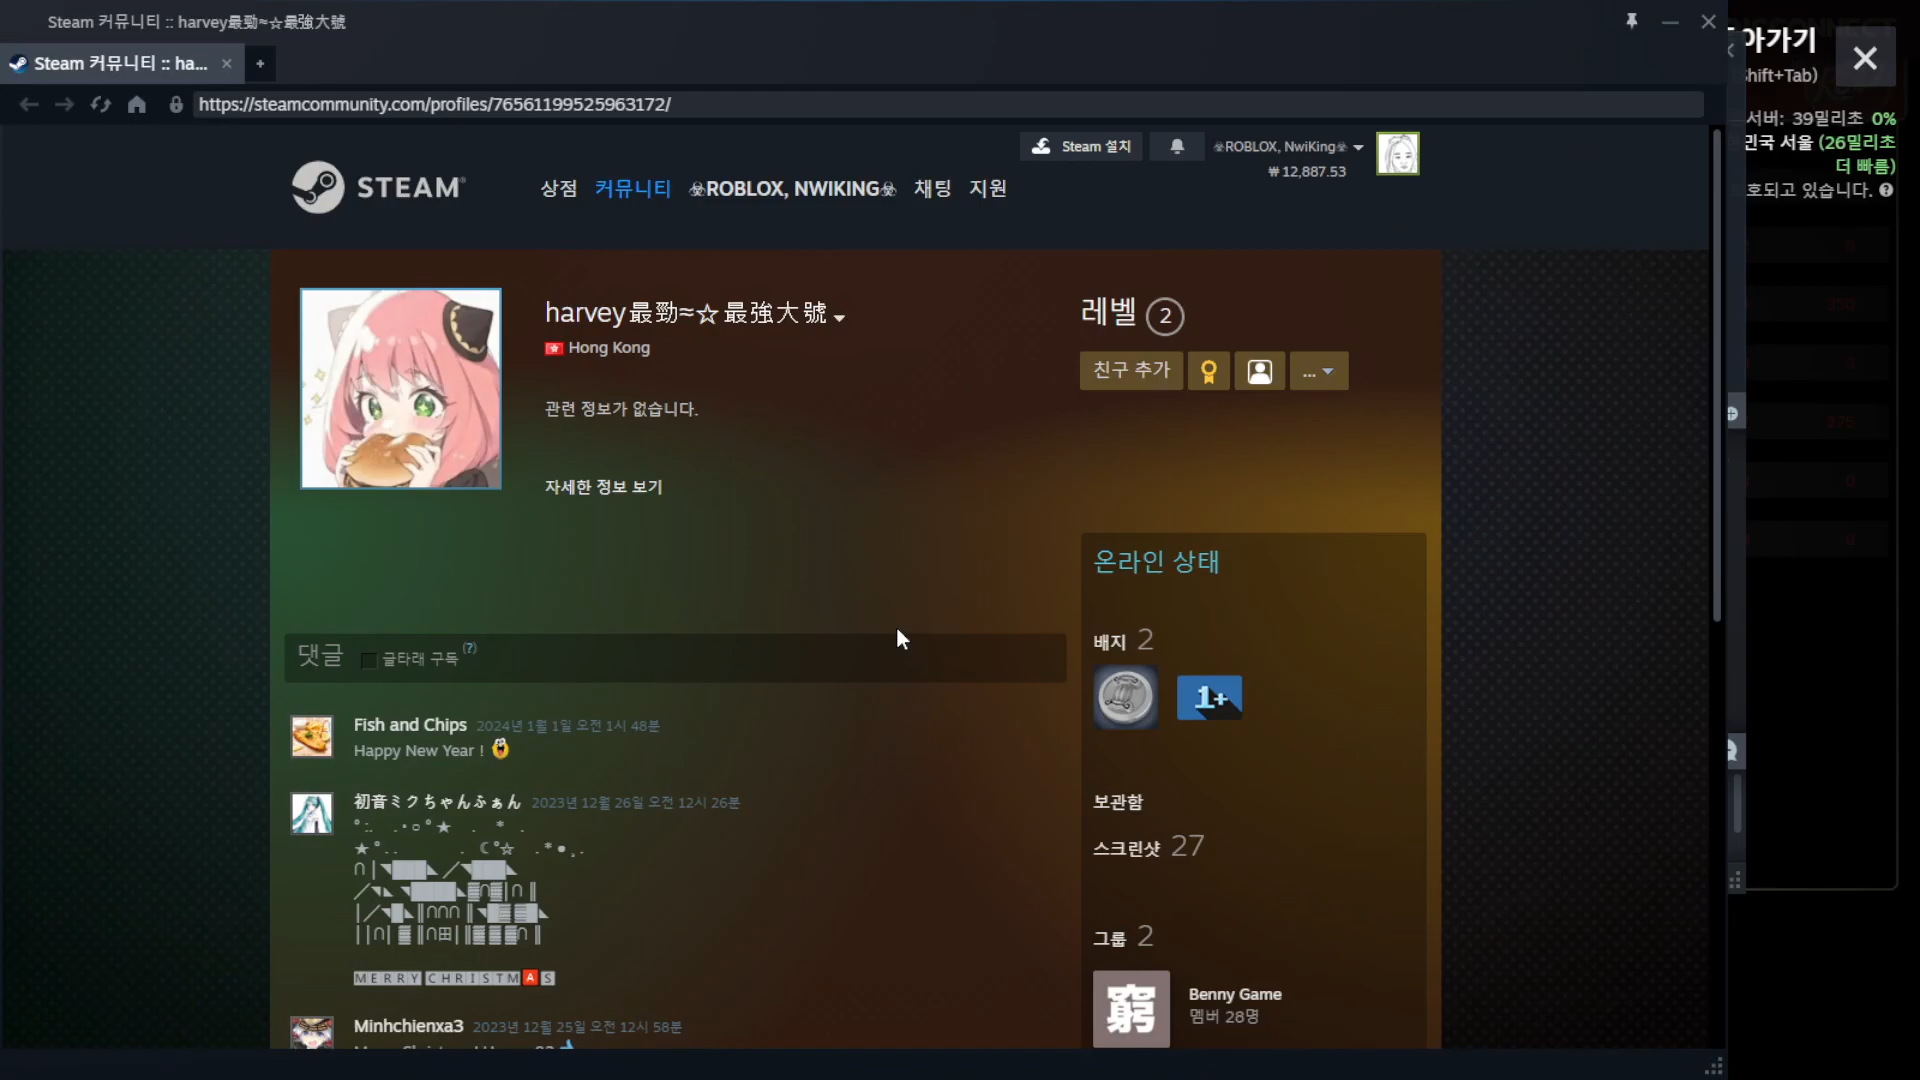 Steam 커뮤니티 :: harvey最勁≈☆最強大號
Steam 커뮤니티 :: ha...
https://steamcommunity.com/profiles/76561199525963172/
아가기
Shift+Tab)
서버: 39밀리초 0%
민국 서울 (26밀리초
더 빠름)
호되고 있습니다.
Steam 설치
☣ROBLOX, NwiKing☣
₩ 12,887.53
STEAM
상점 커뮤니티 ☣ROBLOX, NWIKING☣ 채팅 지원
harvey最勁≈☆最強大號
Hong Kong
관련 정보가 없습니다.
자세한 정보 보기
레벨 2
친구 추가
...
온라인 상태
배지 2
1+
보관함
스크린샷 27
그룹 2
窮
Benny Game
멤버 28명
댓글 글타래 구독 (?)
Fish and Chips 2024년 1월 1일 오전 1시 48분
Happy New Year !
初音ミクちゃんふぁん 2023년 12월 26일 오전 12시 26분
MERRY CHRISTMAS
Minhchienxa3 2023년 12월 25일 오전 12시 58분
275
0
0